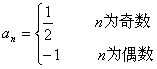 aₙ = { 1/2 n为奇数
-1 n为偶数